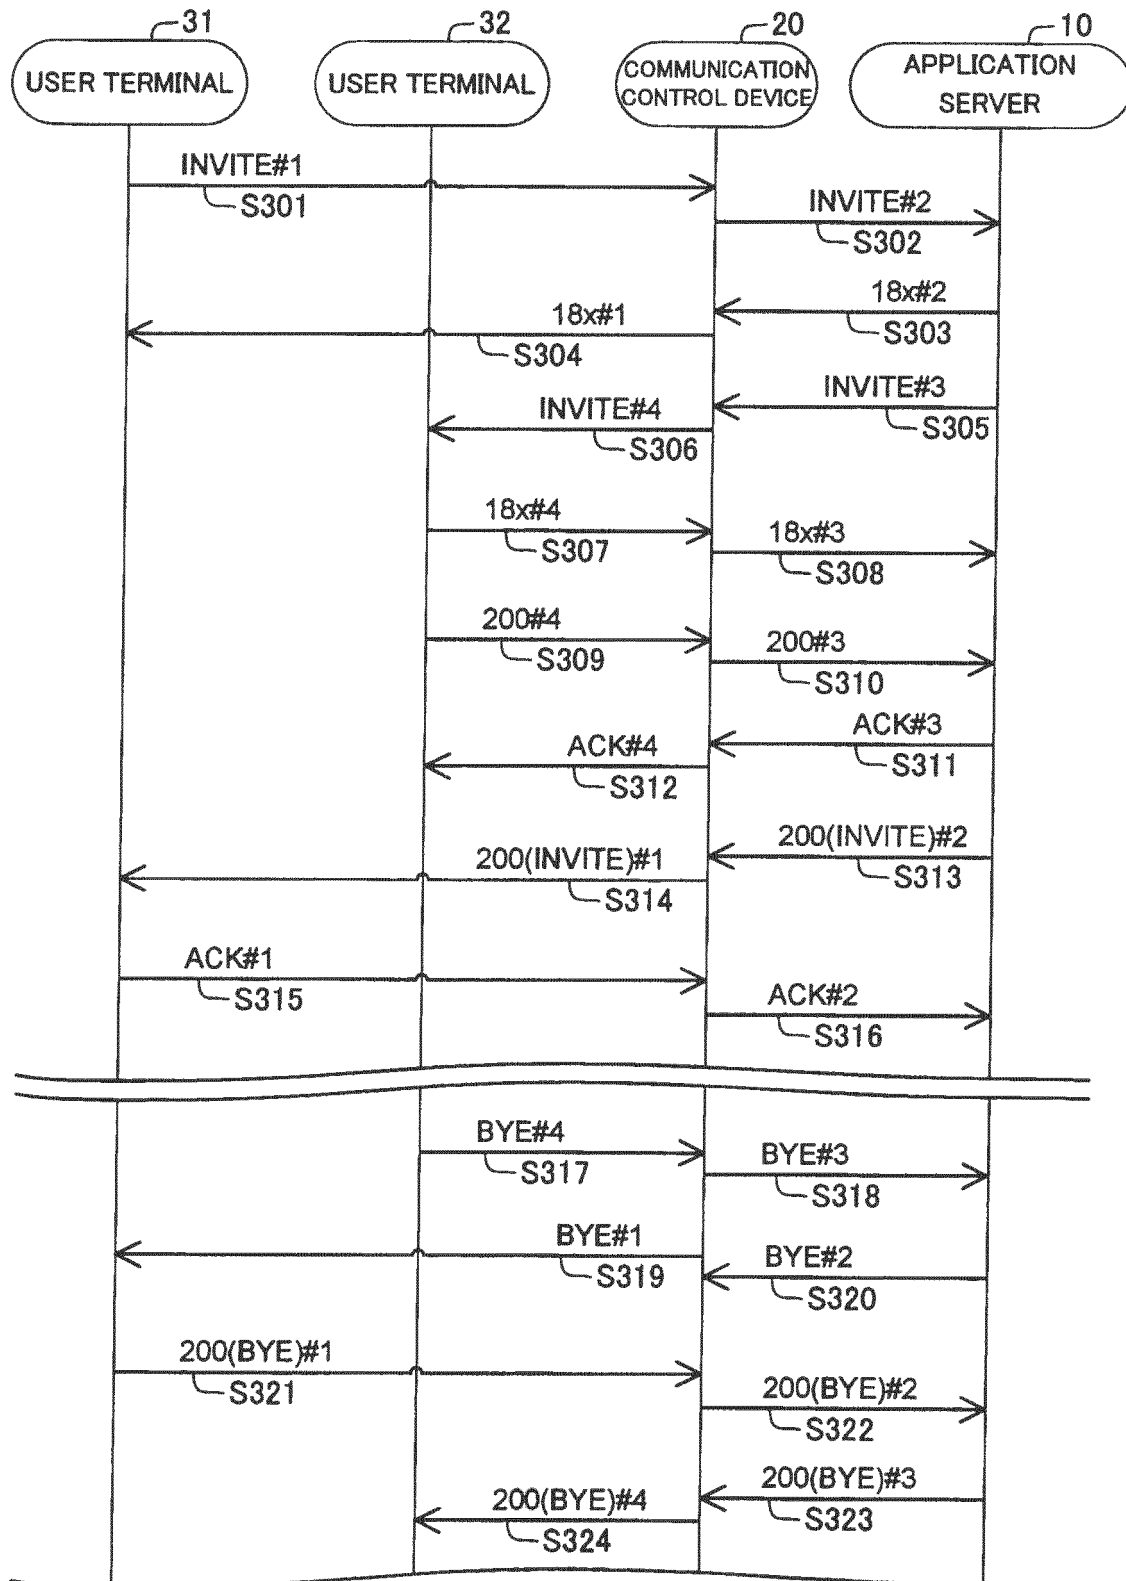 31
32
20
10
USER TERMINAL
USER TERMINAL
COMMUNICATION
CONTROL DEVICE
APPLICATION
SERVER
INVITE#1
S301
INVITE#2
S302
18x#2
S303
18x#1
S304
INVITE#3
S305
INVITE#4
S306
18x#4
S307
18x#3
S308
200#4
S309
200#3
S310
ACK#3
S311
ACK#4
S312
200(INVITE)#2
S313
200(INVITE)#1
S314
ACK#1
S315
ACK#2
S316
BYE#4
S317
BYE#3
S318
BYE#1
S319
BYE#2
S320
200(BYE)#1
S321
200(BYE)#2
S322
200(BYE)#3
S323
200(BYE)#4
S324